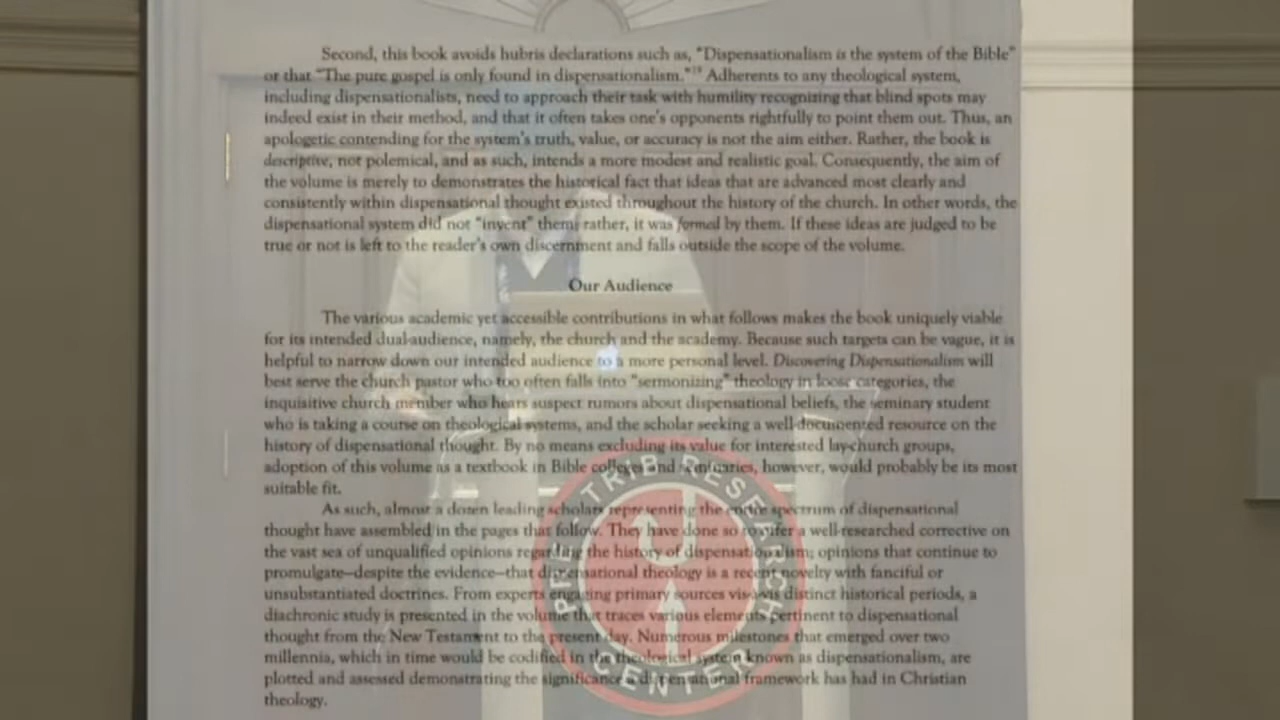 Second, this book avoids hubris declarations such as, "Dispensationalism is the system of the Bible"
or that "The pure gospel is only found in dispensationalism." Adherents to any theological system,
including dispensationalists, need to approach their task with humility recognizing that blind spots may
indeed exist in their method, and that it often takes one's opponents rightfully to point them out. Thus, an
apologetic contending for the system's truth, value, or accuracy is not the aim either. Rather, the book is
descriptive, not polemical, and as such, intends a more modest and realistic goal. Consequently, the aim of
the volume is merely to demonstrates the historical fact that ideas that are advanced most clearly and
consistently within dispensational thought existed throughout the history of the church. In other words, the
dispensational system did not "invent" them; rather, it was formed by them. If these ideas are judged to be
true or not is left to the reader's own discernment and falls outside the scope of the volume.
Our Audience
The various academic yet accessible contributions in what follows makes the book uniquely viable
for its intended dual-audience, namely, the church and the academy. Because such targets can be vague, it is
helpful to narrow down our intended audience to a more personal level. Discovering Dispensationalism will
best serve the church pastor who too often falls into "sermonizing" theology in loose categories, the
inquisitive church member who hears suspect rumors about dispensational beliefs, the seminary student
who is taking a course on theological systems, and the scholar seeking a well-documented resource on the
history of dispensational thought. By no means excluding its value for interested lay-church groups,
adoption of this volume as a textbook in Bible colleges and seminaries, however, would probably be its most
suitable fit.
As such, almost a dozen leading scholars representing the entire spectrum of dispensational
thought have assembled in the pages that follow. They have done so to offer a well-researched corrective on
the vast sea of unqualified opinions regarding the history of dispensationalism; opinions that continue to
promulgate—despite the evidence—that dispensational theology is a recent novelty with fanciful or
unsubstantiated doctrines. From experts engaging primary sources vis-à-vis distinct historical periods, a
diachronic study is presented in the volume that traces various elements pertinent to dispensational
thought from the New Testament to the present day. Numerous milestones that emerged over two
millennia, which in time would be codified in the theological system known as dispensationalism, are
plotted and assessed demonstrating the significance a dispensational framework has had in Christian
theology.
PRE TRIB RESEARCH
CENTER